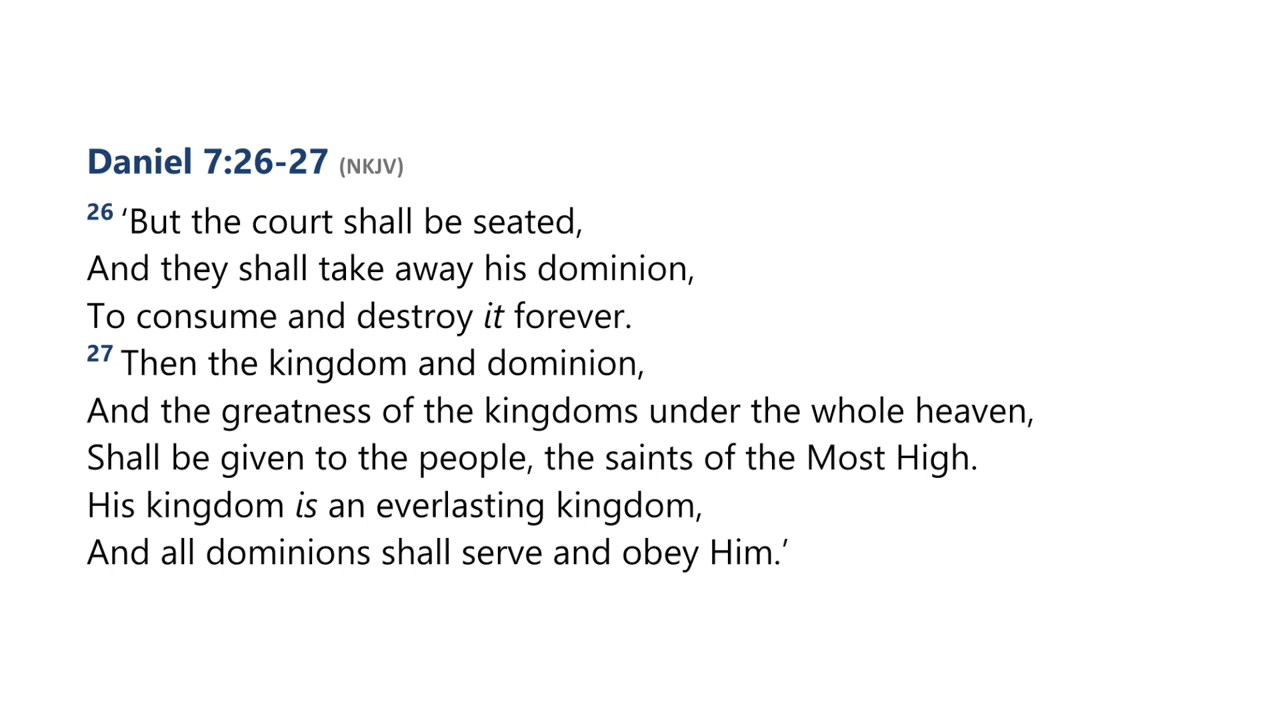 Daniel 7:26-27 (NKJV)
26 ‘But the court shall be seated,
And they shall take away his dominion,
To consume and destroy it forever.
27 Then the kingdom and dominion,
And the greatness of the kingdoms under the whole heaven,
Shall be given to the people, the saints of the Most High.
His kingdom is an everlasting kingdom,
And all dominions shall serve and obey Him.’